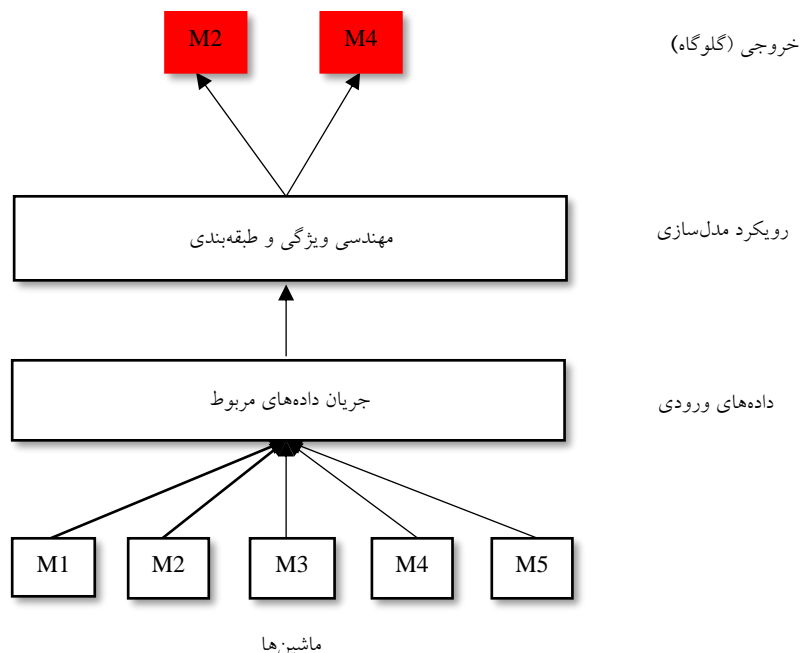 M2
M4
خروجی (گلوگاه)
مهندسی ویژگی و طبقه‌بندی
رویکرد مدل‌سازی
جریان داده‌های مربوط
داده‌های ورودی
M1
M2
M3
M4
M5
ماشین‌ها